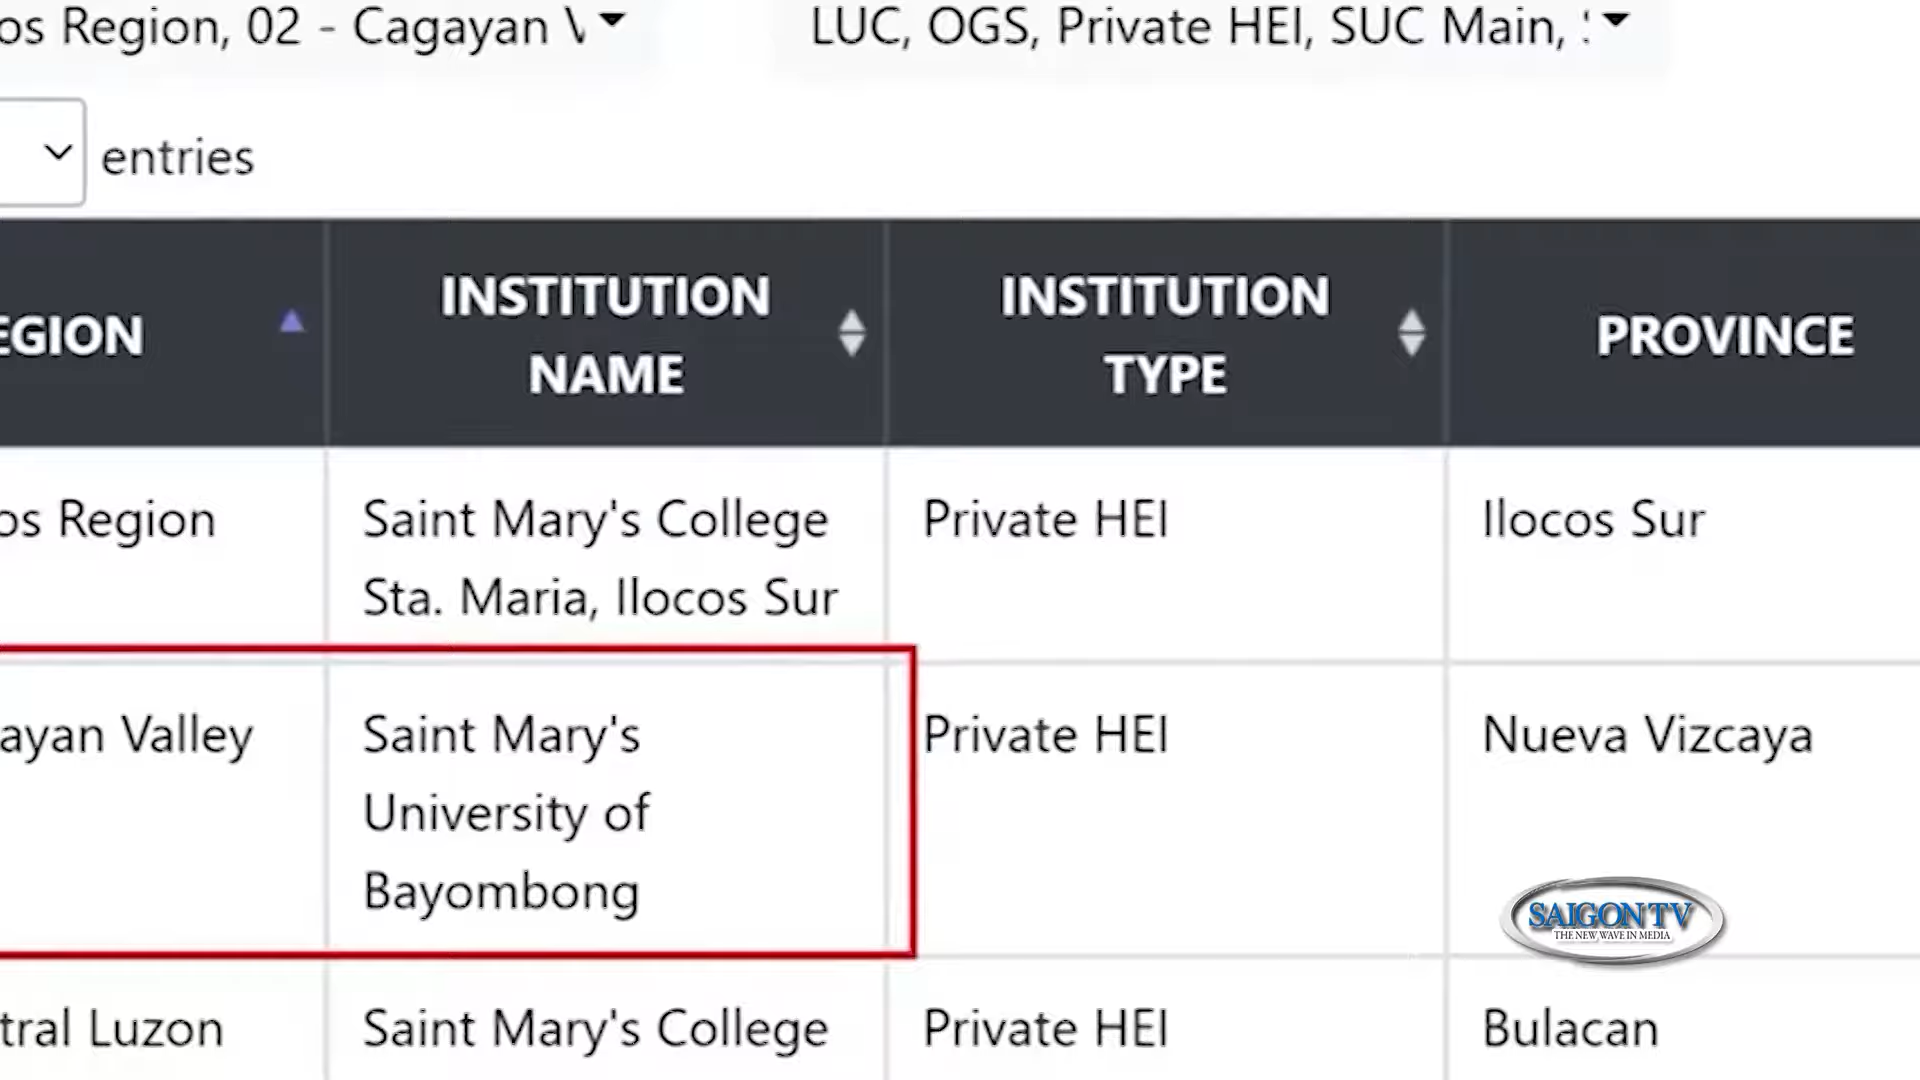 os Region, 02 - Cagayan V
LUC, OGS, Private HEI, SUC Main,
entries
EGION
INSTITUTION
NAME
INSTITUTION
TYPE
PROVINCE
os Region
Saint Mary's College
Sta. Maria, Ilocos Sur
Private HEI
Ilocos Sur
ayan Valley
Saint Mary's
University of
Bayombong
Private HEI
Nueva Vizcaya
SAIGON TV
THE NEW WAVE IN MEDIA
tral Luzon
Saint Mary's College
Private HEI
Bulacan